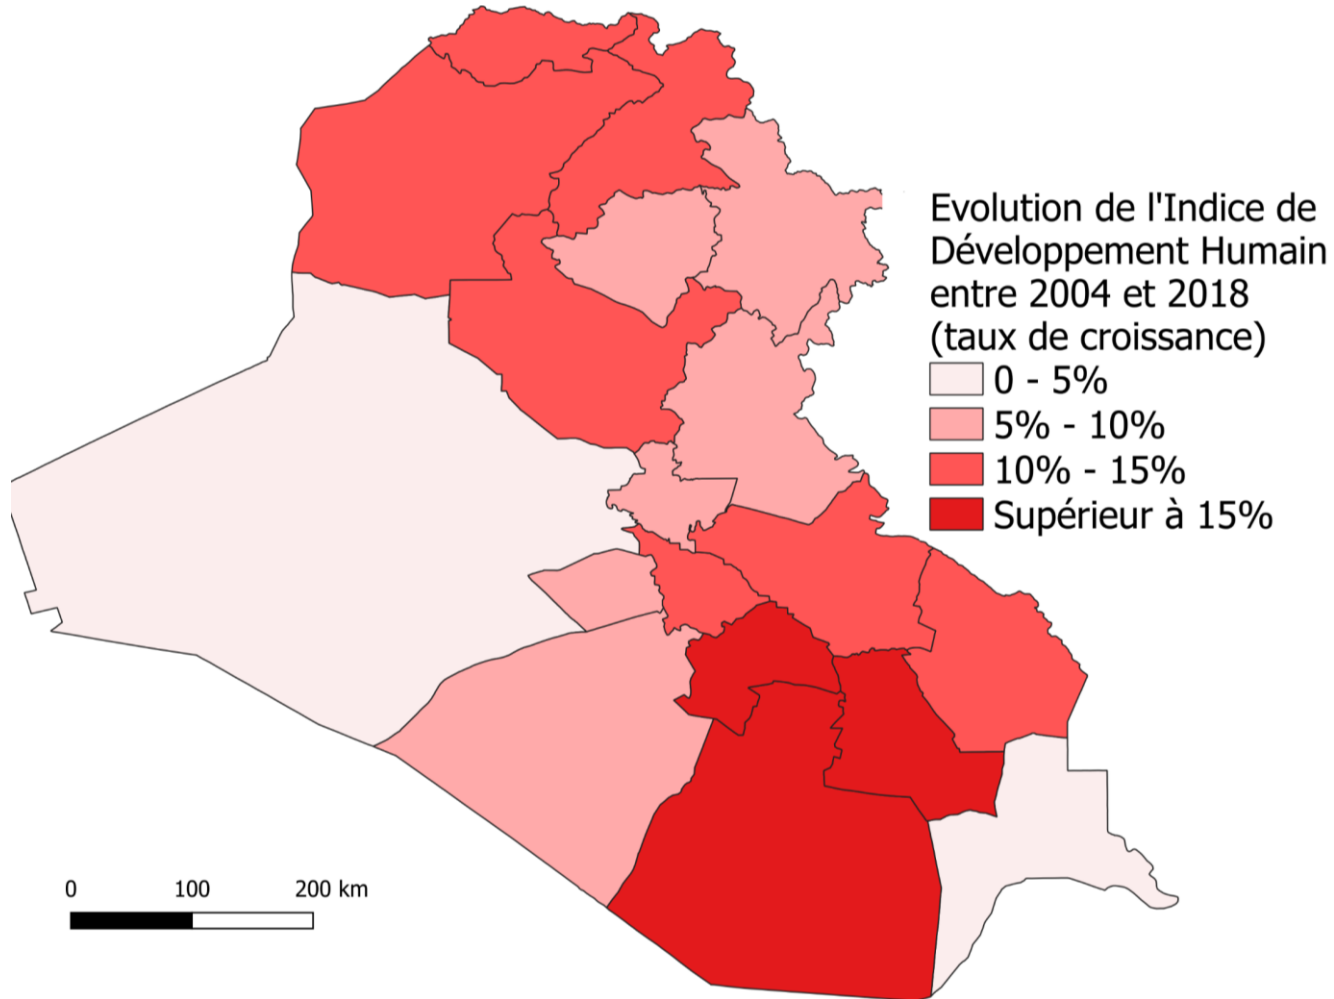 Evolution de l'Indice de
Développement Humain
entre 2004 et 2018
(taux de croissance)
0 - 5%
5% - 10%
10% - 15%
Supérieur à 15%
0 100 200 km